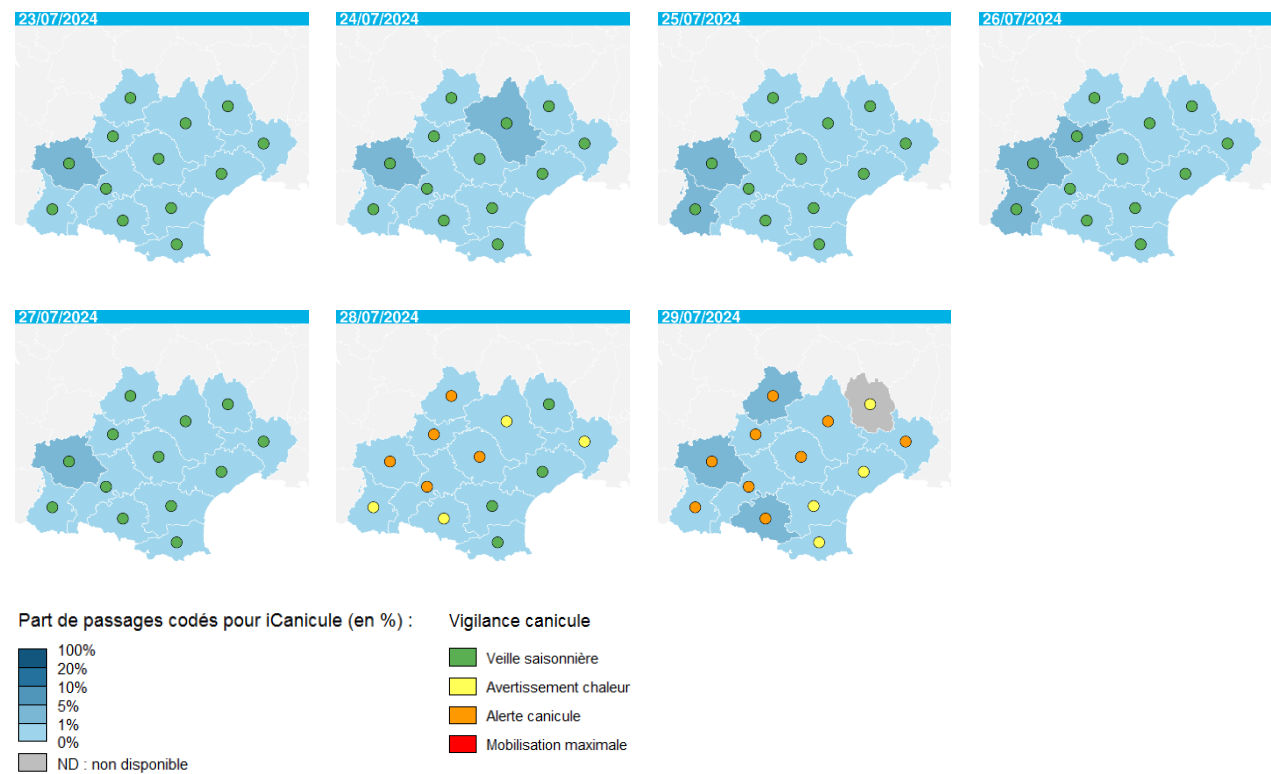 23/07/2024
24/07/2024
25/07/2024
26/07/2024
27/07/2024
28/07/2024
29/07/2024
Part de passages codés pour iCanicule (en %) :
100%
20%
10%
5%
1%
0%
ND : non disponible
Vigilance canicule
Veille saisonnière
Avertissement chaleur
Alerte canicule
Mobilisation maximale